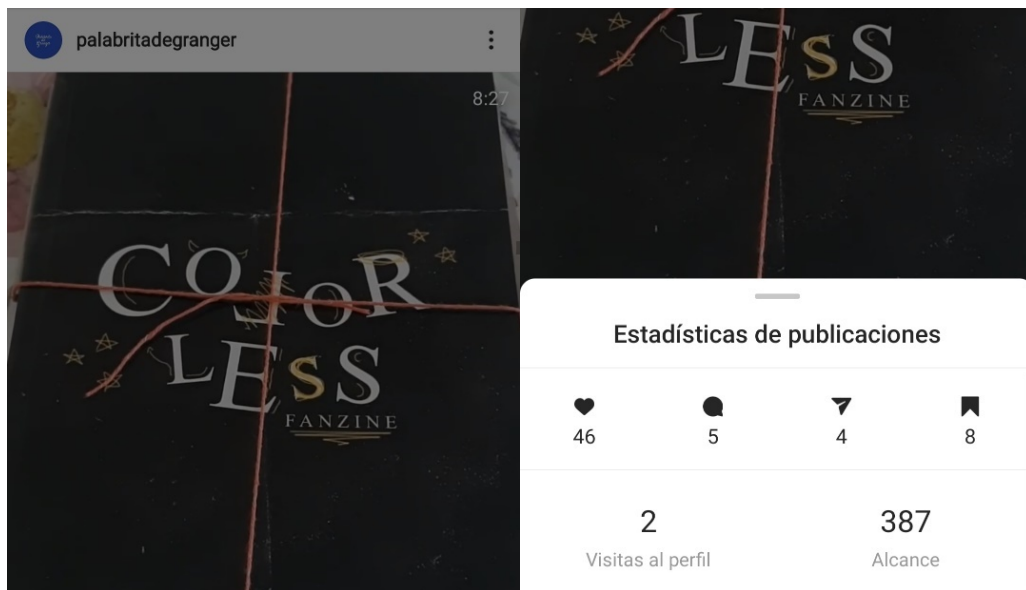 palabritadegranger
8:27
COlOR
LEsS
FANZINE
LEsS
FANZINE
Estadísticas de publicaciones
46
5
4
8
2
387
Visitas al perfil
Alcance